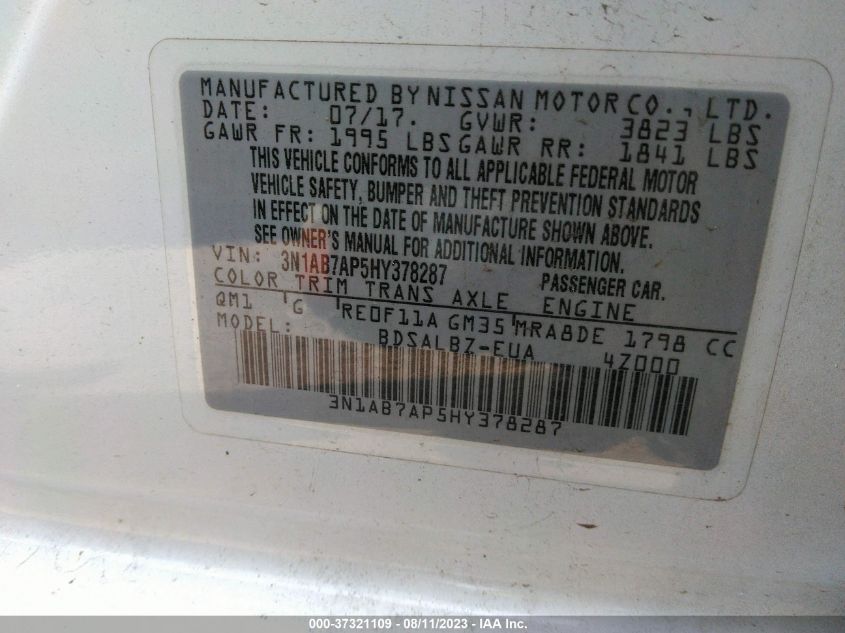 MANUFACTURED BY NISSAN MOTOR CO., LTD.
DATE: 07/17. GVWR: 3823 LBS
GAWR FR: 1995 LBS GAWR RR: 1841 LBS
THIS VEHICLE CONFORMS TO ALL APPLICABLE FEDERAL MOTOR
VEHICLE SAFETY, BUMPER AND THEFT PREVENTION STANDARDS
IN EFFECT ON THE DATE OF MANUFACTURE SHOWN ABOVE.
SEE OWNER'S MANUAL FOR ADDITIONAL INFORMATION.
VIN: 3N1AB7AP5HY378287 PASSENGER CAR.
COLOR TRIM TRANS AXLE ENGINE
QM1 G RE0F11A GM35 MRA8DE 1798 CC
MODEL: BDSALBZ-EUA 4Z000
3N1AB7AP5HY378287
000-37321109 - 08/11/2023 - IAA Inc.